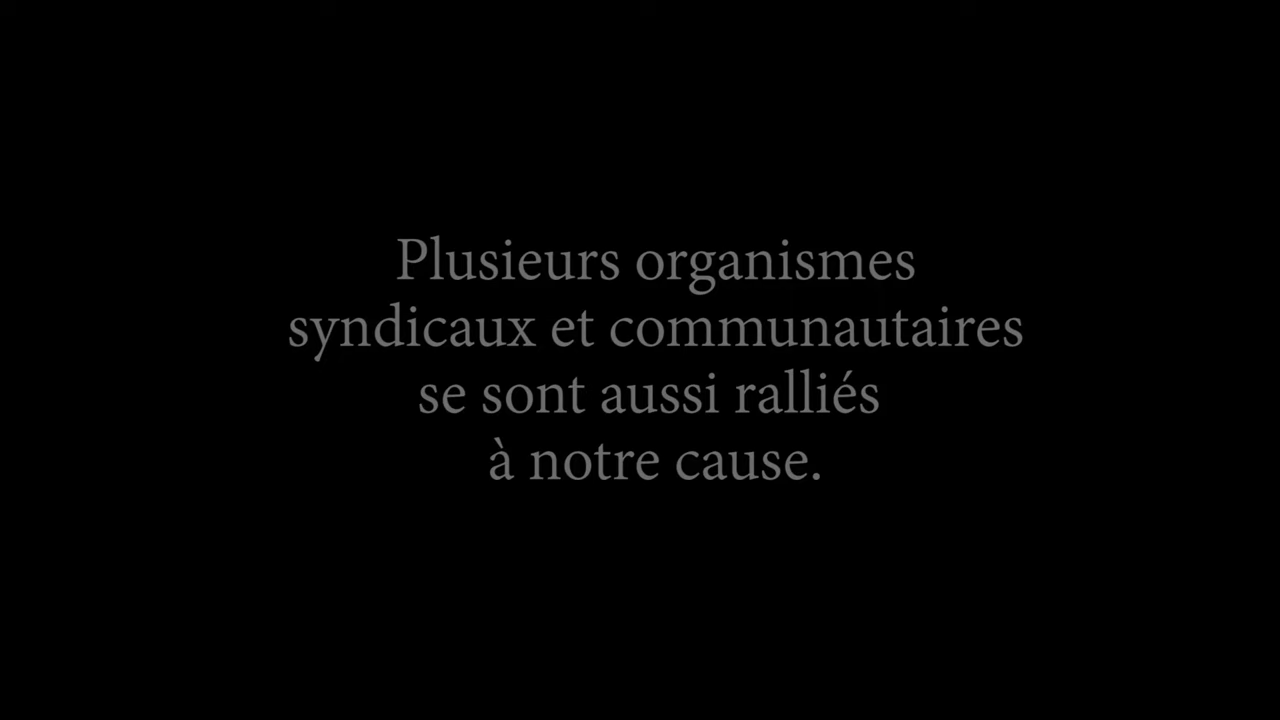 Plusieurs organismes
syndicaux et communautaires
se sont aussi ralliés
à notre cause.